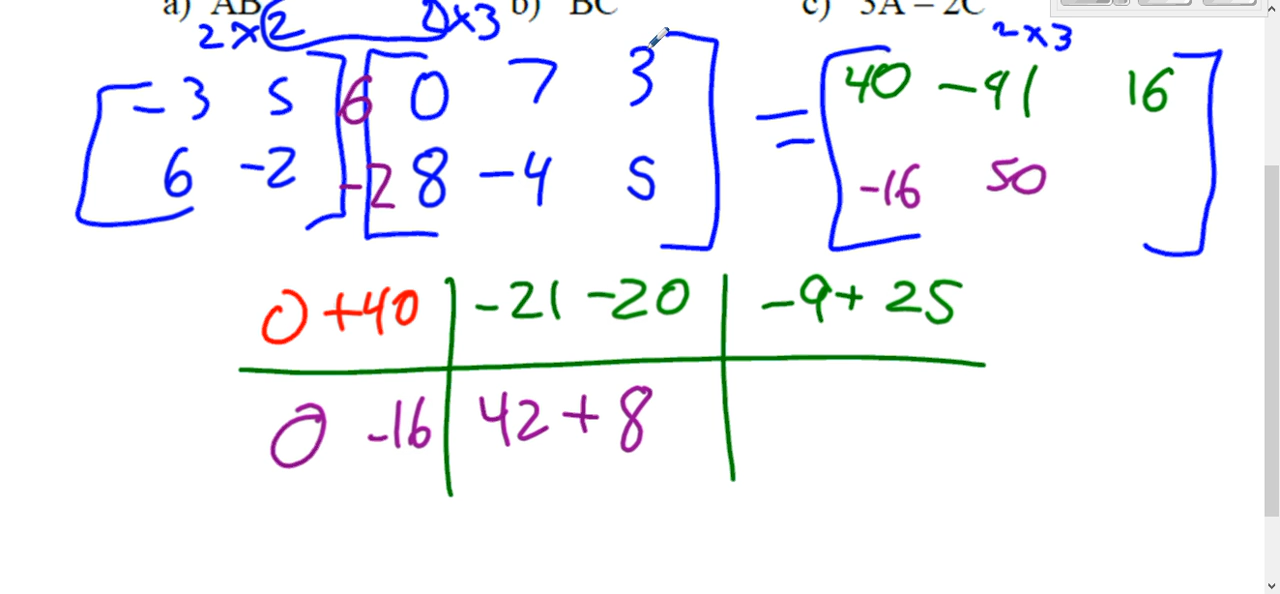 a) AB b) BC c) 3A – 2C
2 x 2 2 x 3 2 x 3
-3 5 6 0 7 3 = 40 -41 16
6 -2 -2 8 -4 5 -16 50
0 +40 -21 -20 -9 + 25
0 -16 42 + 8